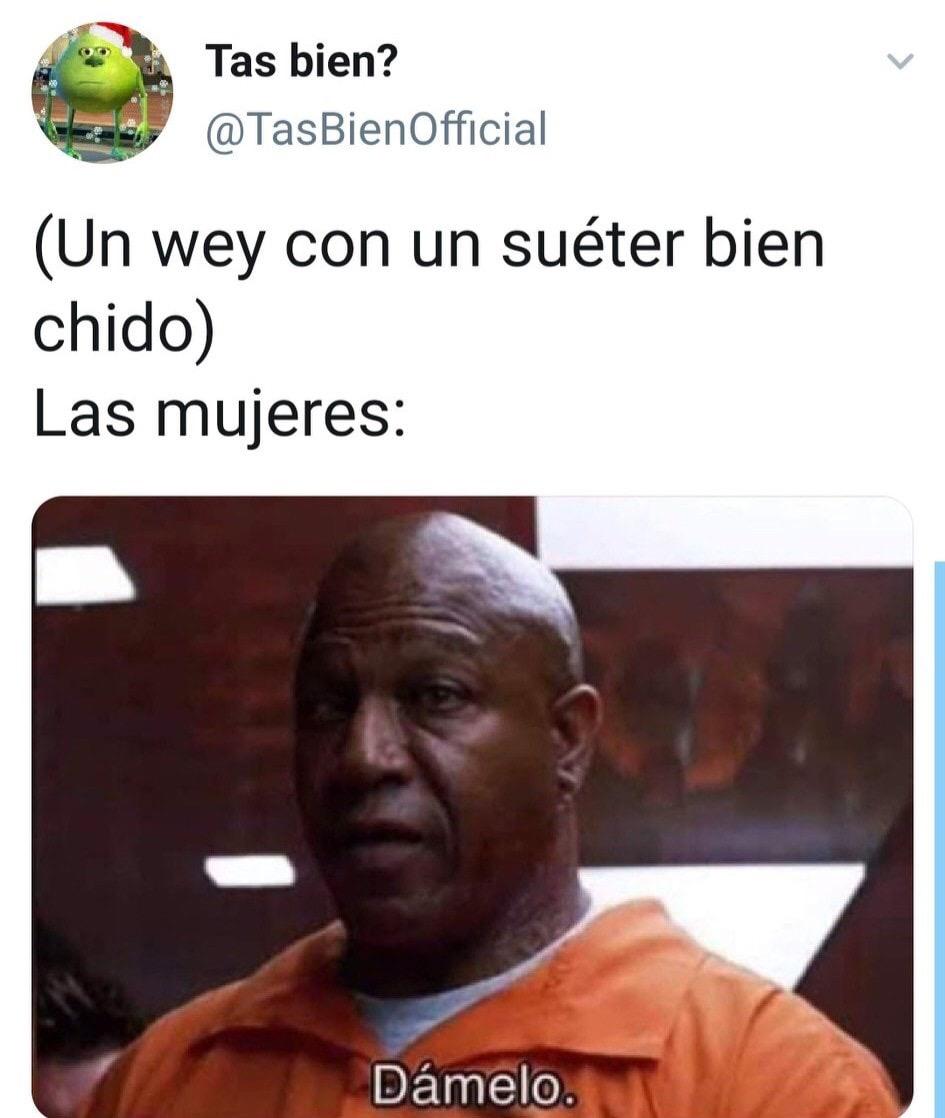 Tas bien?
@TasBienOfficial
(Un wey con un suéter bien
chido)
Las mujeres:
Dámelo.